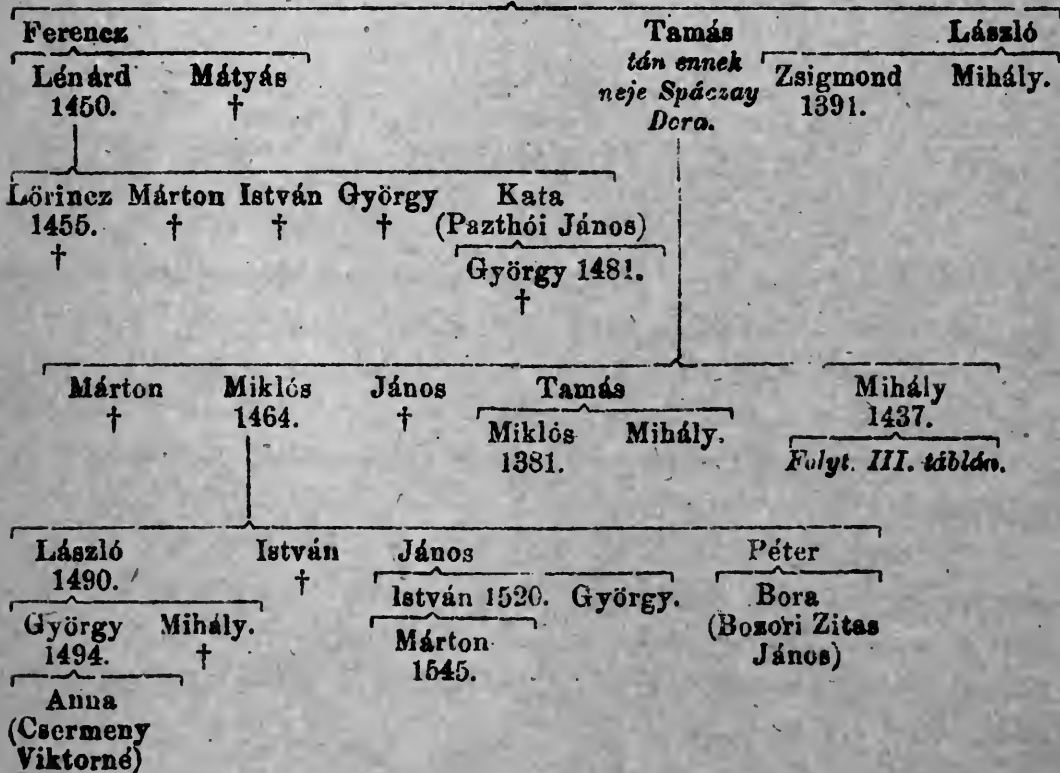 Ferencz Tamás László
Lénárd Mátyás tán ennek Zsigmond Mihály.
1450. † neje Spáczay 1391.
Dora.
Lőrincz Márton István György Kata
1455. † † † (Pazthói János)
† György 1481.
†
Márton Miklós János Tamás Mihály
† 1464. † Miklós Mihály. 1437.
1381. Folyt. III. táblán.
László István János Péter
1490. † István 1520. György. Bora
György Mihály. Márton (Bozori Zitas
1494. † 1545. János)
Anna
(Csermeny
Viktorné)